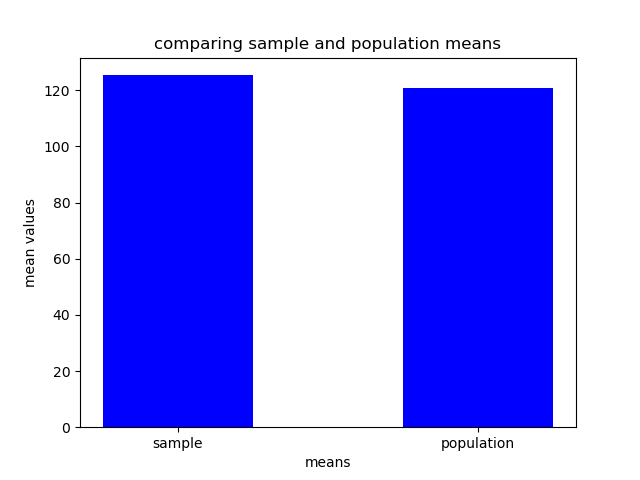 comparing sample and population means
mean values
120
100
80
60
40
20
0
sample
population
means